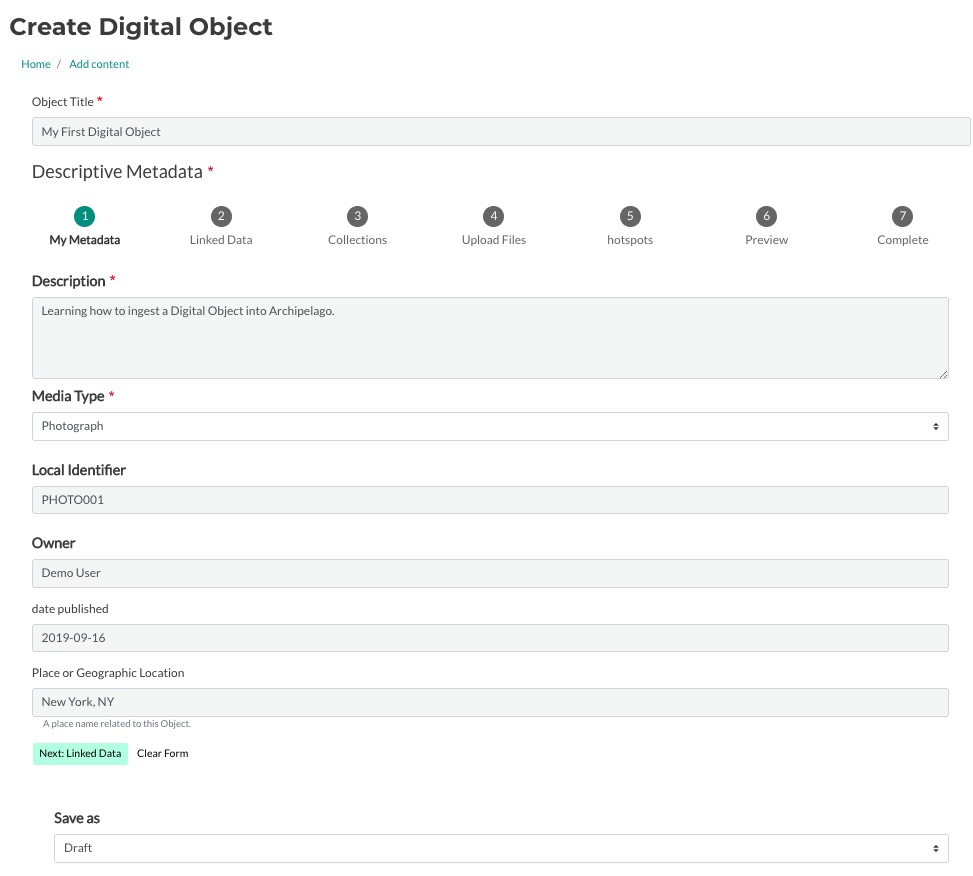 Create Digital Object
Home / Add content
Object Title *
My First Digital Object
Descriptive Metadata *
1 2 3 4 5 6 7
My Metadata Linked Data Collections Upload Files hotspots Preview Complete
Description *
Learning how to ingest a Digital Object into Archipelago.
Media Type *
Photograph
Local Identifier
PHOTO001
Owner
Demo User
date published
2019-09-16
Place or Geographic Location
New York, NY
A place name related to this Object.
Next: Linked Data Clear Form
Save as
Draft